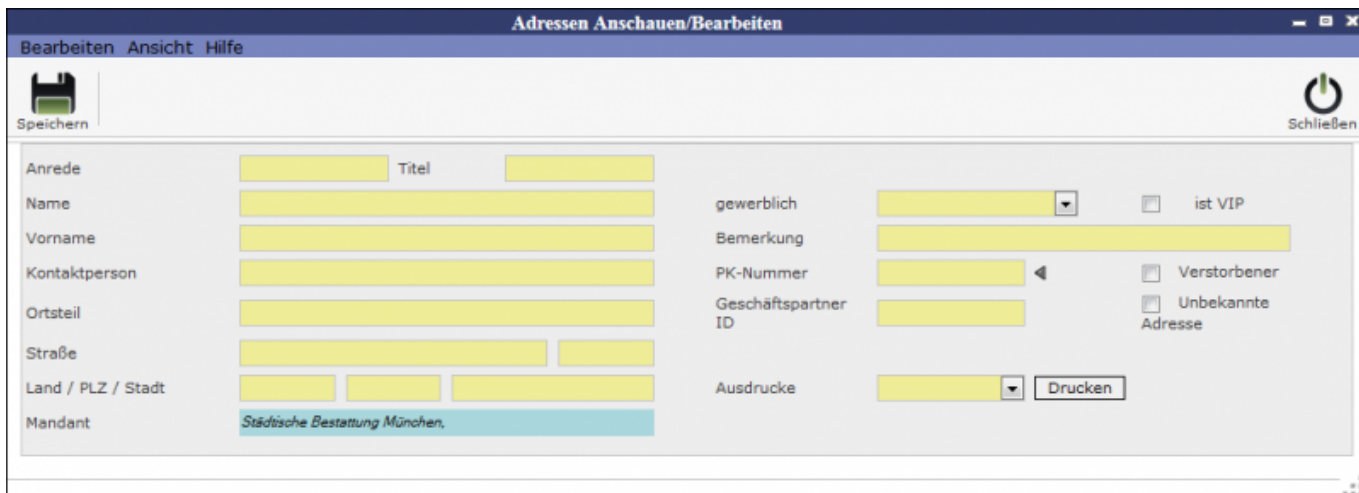 Adressen Anschauen/Bearbeiten
Bearbeiten Ansicht Hilfe
Speichern
Schließen
Anrede Titel
Name gewerblich ist VIP
Vorname Bemerkung
Kontaktperson PK-Nummer Verstorbener
Ortsteil Geschäftspartner ID Unbekannte Adresse
Straße
Land / PLZ / Stadt Ausdrucke Drucken
Mandant Städtische Bestattung München,